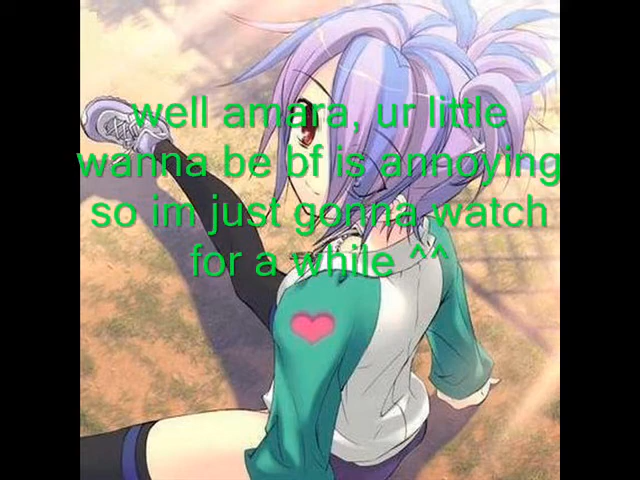 well amara, ur little
wanna be bf is annoying
so im just gonna watch
for a while ^^